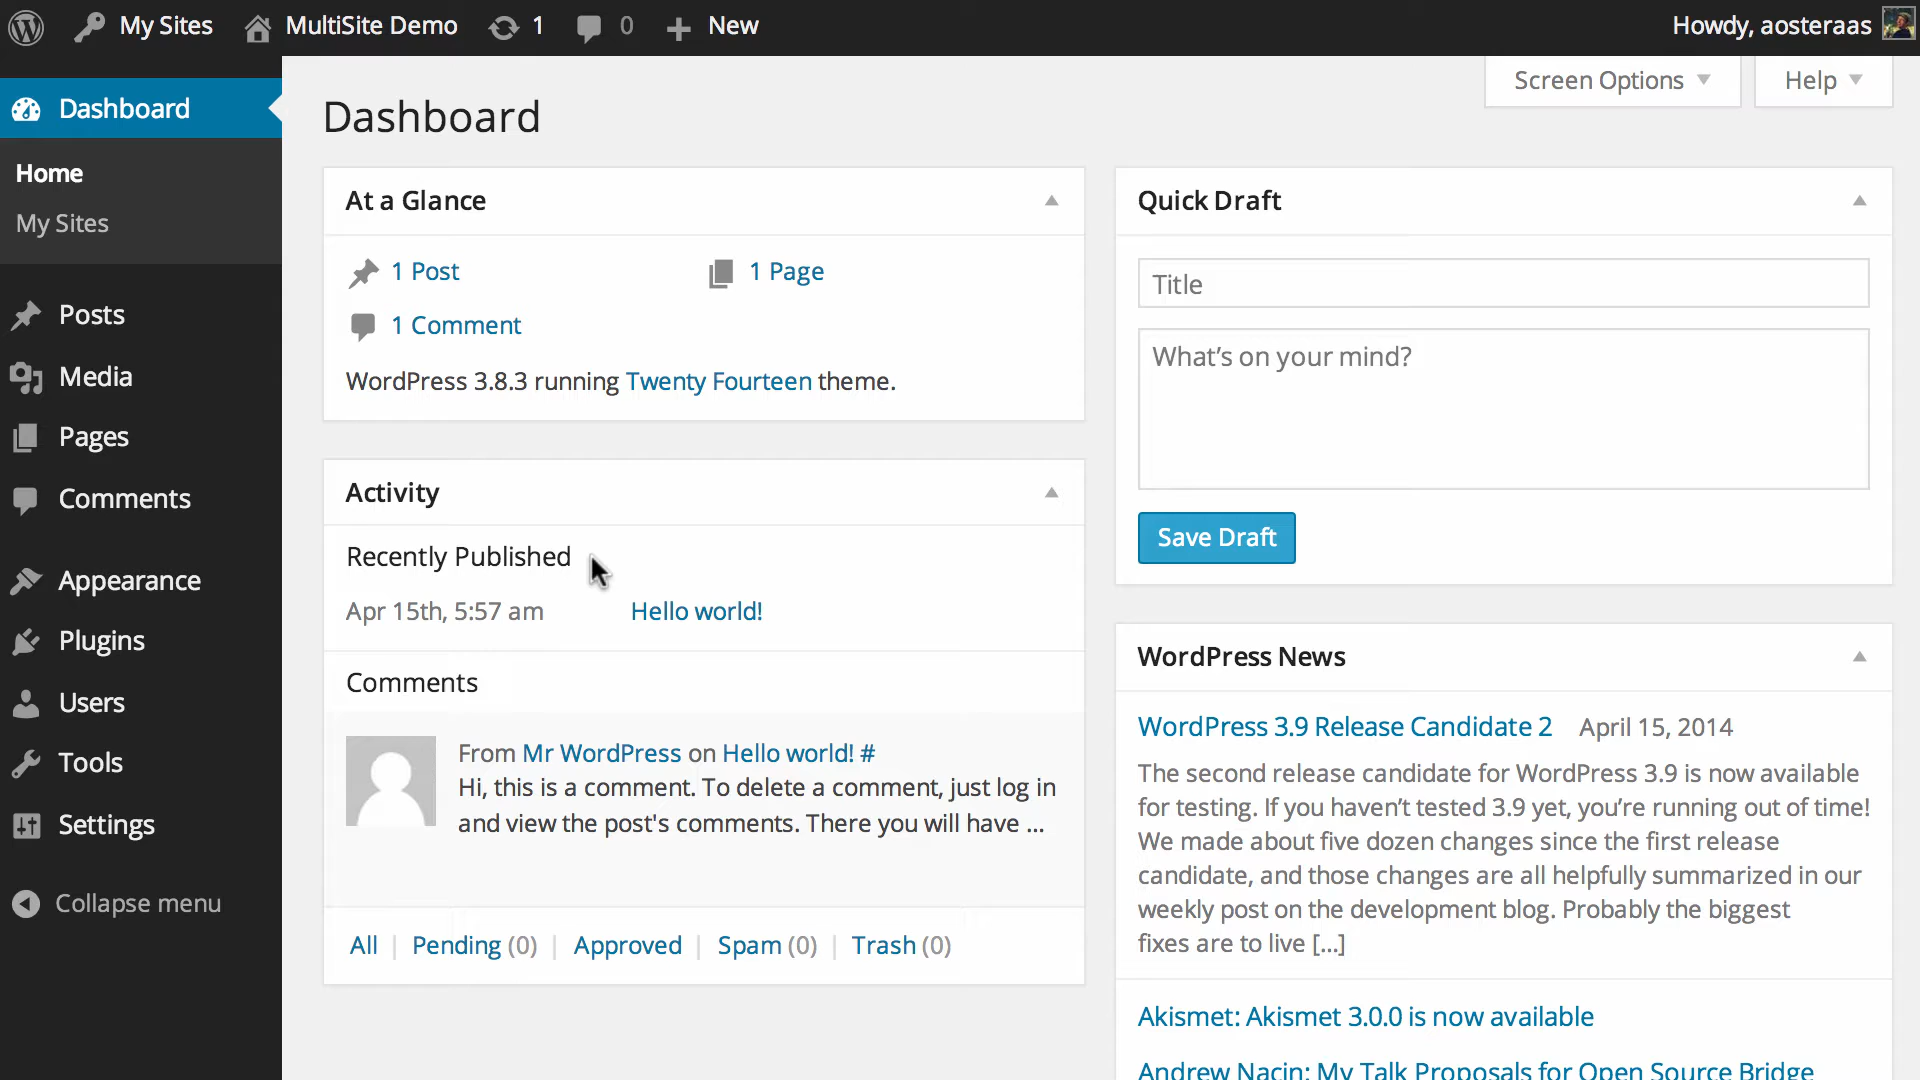 My Sites
MultiSite Demo
1
0
New
Howdy, aosteraas
Dashboard
Home
My Sites
Posts
Media
Pages
Comments
Appearance
Plugins
Users
Tools
Settings
Collapse menu
Screen Options
Help
Dashboard
At a Glance
1 Post
1 Page
1 Comment
WordPress 3.8.3 running Twenty Fourteen theme.
Activity
Recently Published
Apr 15th, 5:57 am
Hello world!
Comments
From Mr WordPress on Hello world! #
Hi, this is a comment. To delete a comment, just log in
and view the post's comments. There you will have ...
All | Pending (0) | Approved | Spam (0) | Trash (0)
Quick Draft
Title
What’s on your mind?
Save Draft
WordPress News
WordPress 3.9 Release Candidate 2 April 15, 2014
The second release candidate for WordPress 3.9 is now available
for testing. If you haven’t tested 3.9 yet, you’re running out of time!
We made about five dozen changes since the first release
candidate, and those changes are all helpfully summarized in our
weekly post on the development blog. Probably the biggest
fixes are to live [...]
Akismet: Akismet 3.0.0 is now available
Andrew Nacin: My Talk Proposals for Open Source Bridge